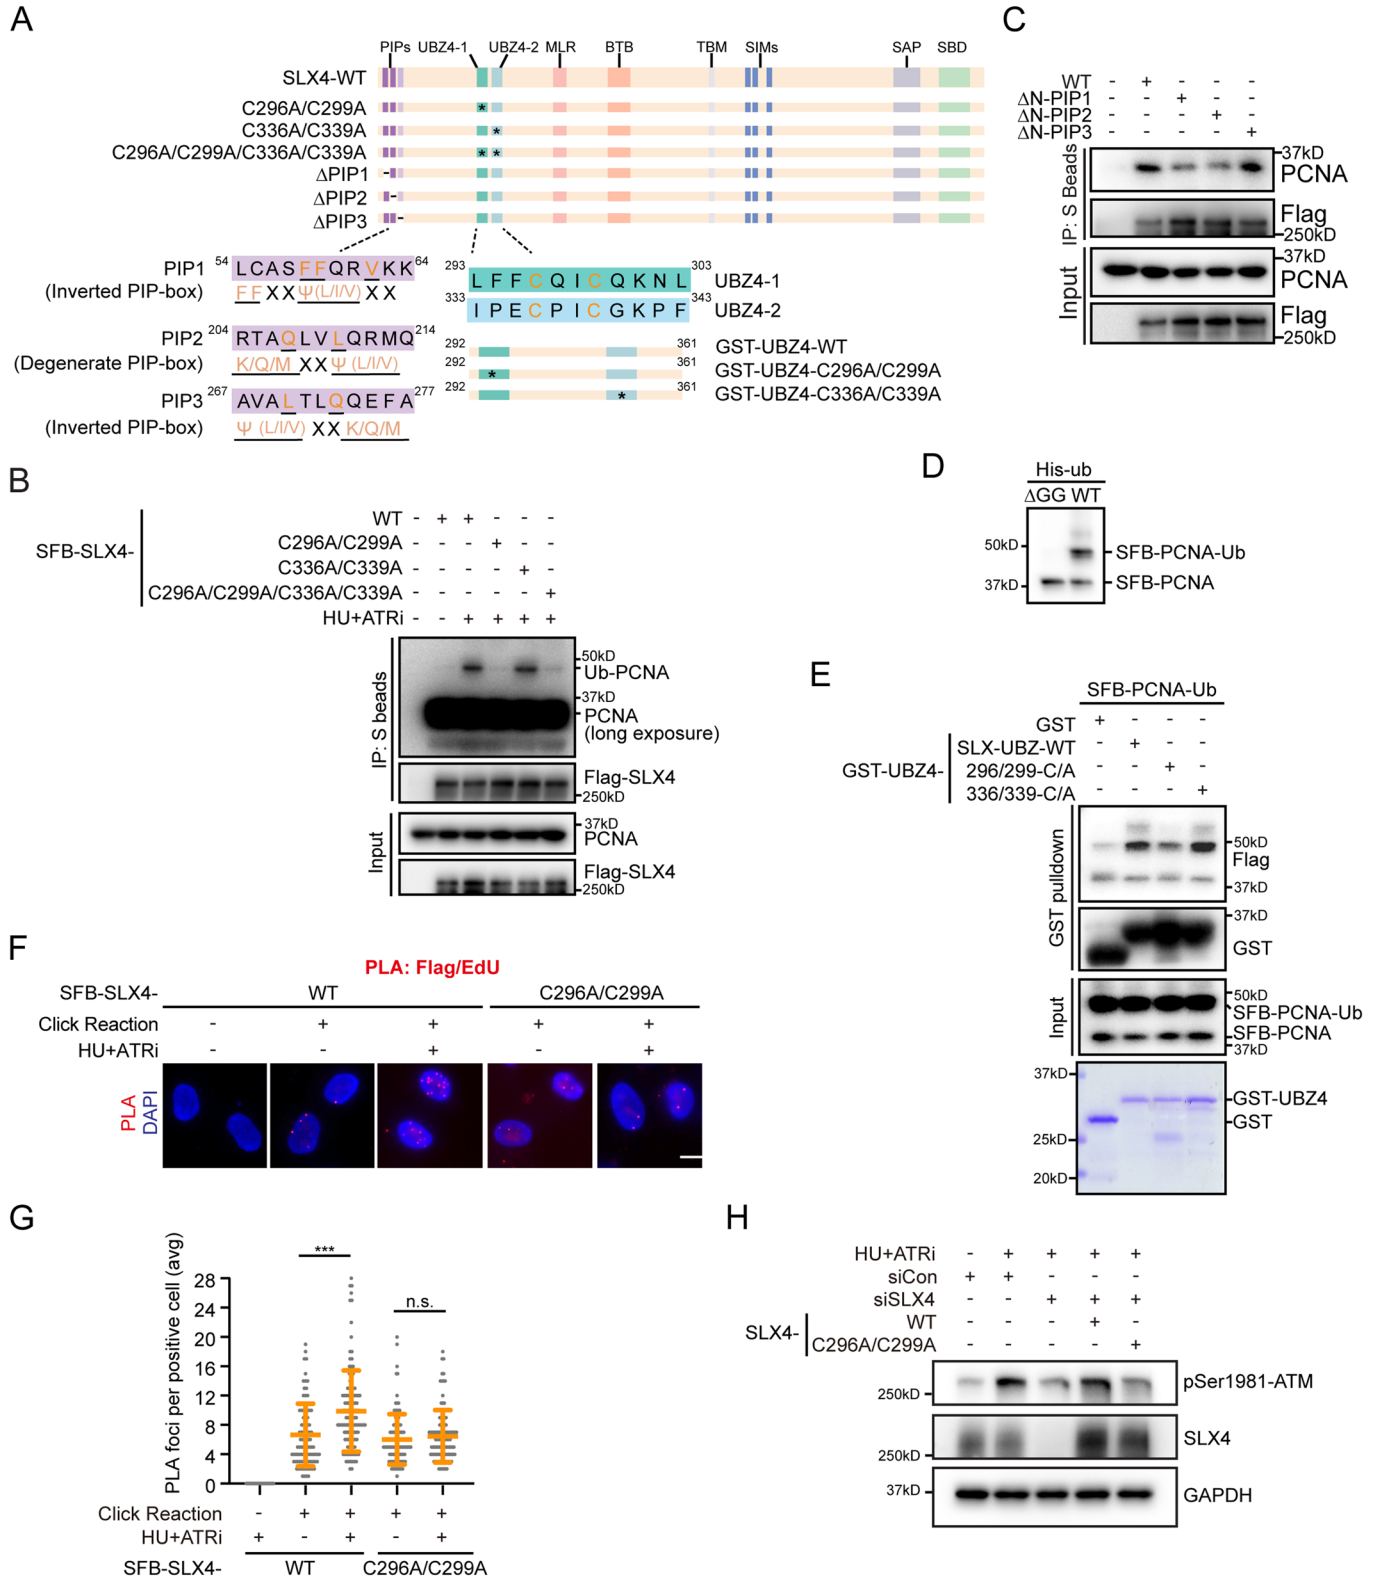 A
PIPs UBZ4-1 UBZ4-2 MLR BTB TBM SIMs SAP SBD
SLX4-WT
C296A/C299A *
C336A/C339A *
C296A/C299A/C336A/C339A * *
ΔPIP1
ΔPIP2
ΔPIP3
PIP1 54 LCASFFQRVKK 64
(Inverted PIP-box) FFXXΨ(L/I/V)XX
PIP2 204 RTAQLVLQRMQ 214
(Degenerate PIP-box) K/Q/M XX Ψ (L/I/V)
PIP3 267 AVALTLQQEFA 277
(Inverted PIP-box) Ψ (L/I/V) XX K/Q/M
293 LFFCQICQKNL 303 UBZ4-1
333 IPECPICGKPF 343 UBZ4-2
292 361 GST-UBZ4-WT
292 * 361 GST-UBZ4-C296A/C299A
292 * 361 GST-UBZ4-C336A/C339A
C
WT - + - - -
ΔN-PIP1 - - + - -
ΔN-PIP2 - - - + -
ΔN-PIP3 - - - - +
IP: S Beads
37kD
PCNA
Flag
250kD
Input
37kD
PCNA
Flag
250kD
B
SFB-SLX4-
WT - + + - - -
C296A/C299A - - - + - -
C336A/C339A - - - - + -
C296A/C299A/C336A/C339A - - - - - +
HU+ATRi - - + + + +
IP: S beads
50kD
Ub-PCNA
37kD
PCNA
(long exposure)
Flag-SLX4
250kD
Input
37kD
PCNA
Flag-SLX4
250kD
D
His-ub
ΔGG WT
50kD SFB-PCNA-Ub
37kD SFB-PCNA
E
SFB-PCNA-Ub
GST + - - -
GST-UBZ4-
SLX-UBZ-WT - + - -
296/299-C/A - - + -
336/339-C/A - - - +
GST pulldown
50kD
Flag
37kD
37kD
GST
Input
50kD
SFB-PCNA-Ub
SFB-PCNA
37kD
37kD
GST-UBZ4
GST
25kD
20kD
F
PLA: Flag/EdU
SFB-SLX4- WT C296A/C299A
Click Reaction - + + + +
HU+ATRi - - + - +
PLA
DAPI
G
PLA foci per positive cell (avg)
28
24
20
16
12
8
4
0
***
n.s.
Click Reaction - + + + +
HU+ATRi + - + - +
SFB-SLX4- WT C296A/C299A
H
HU+ATRi - + + + +
siCon + + - - -
siSLX4 - - + + +
SLX4-
WT - - - + -
C296A/C299A - - - - +
250kD pSer1981-ATM
SLX4
250kD
37kD GAPDH